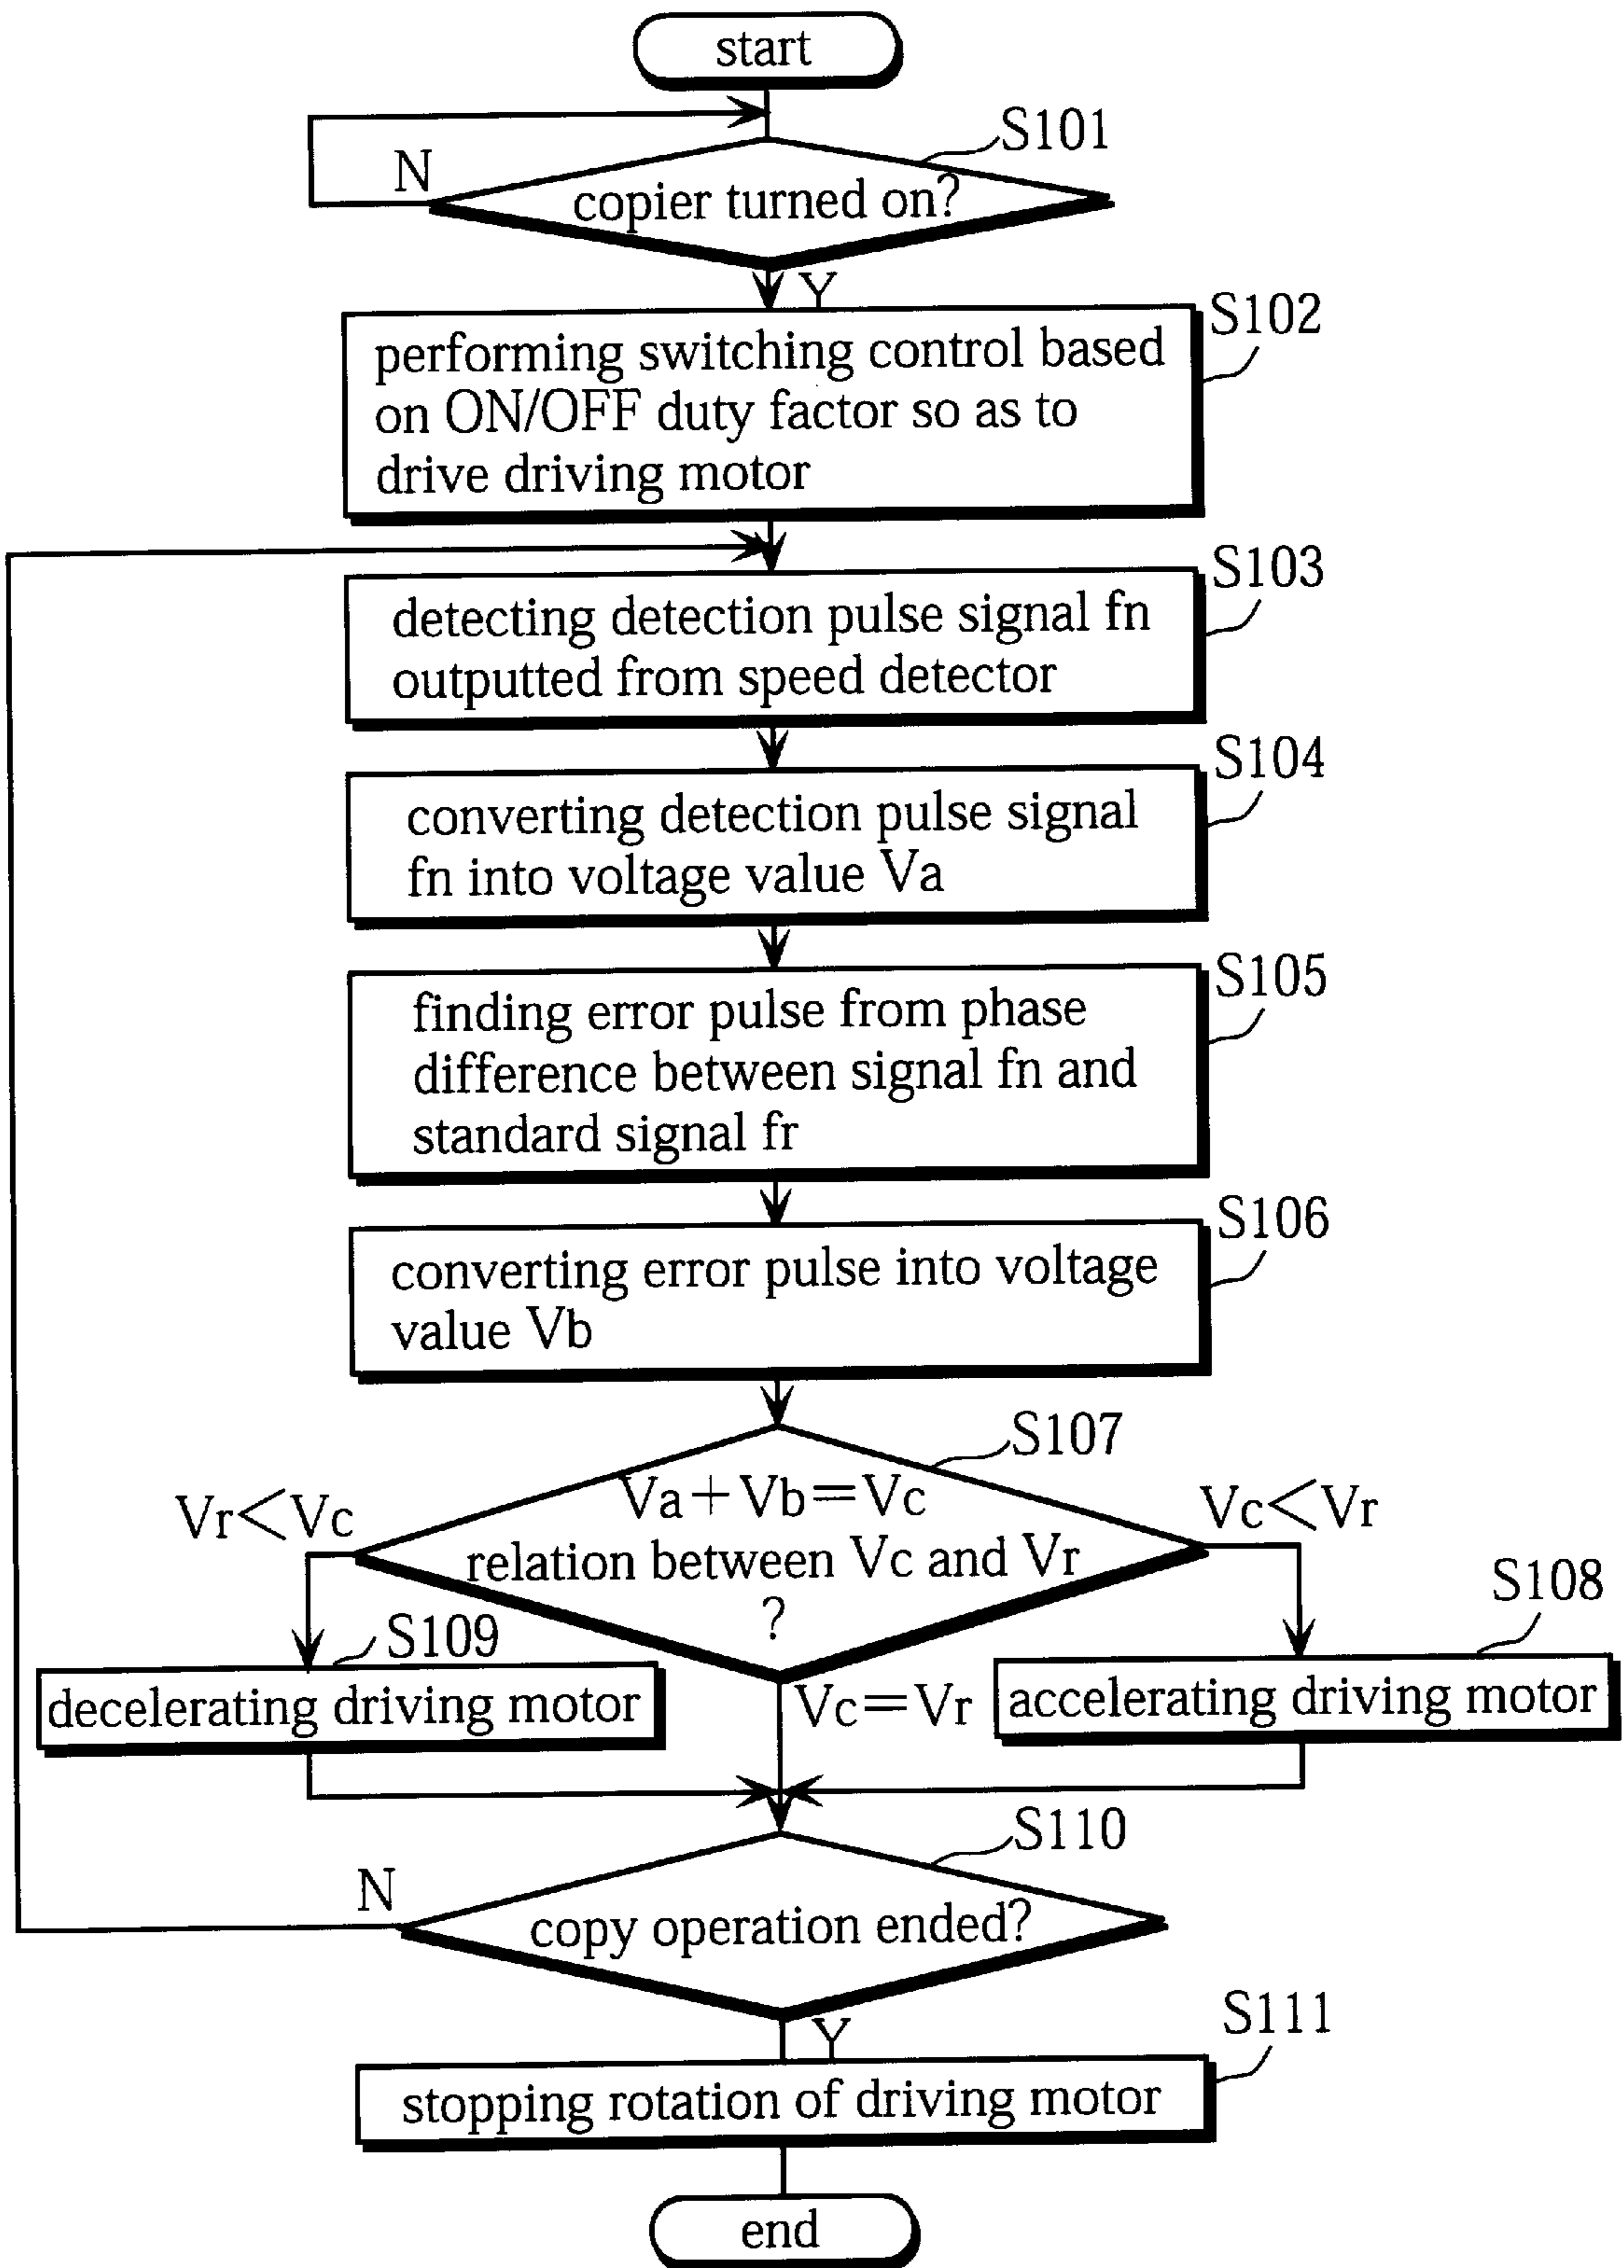 start
S101
N
copier turned on?
Y
S102
performing switching control based
on ON/OFF duty factor so as to
drive driving motor
S103
detecting detection pulse signal fn
outputted from speed detector
S104
converting detection pulse signal
fn into voltage value Va
S105
finding error pulse from phase
difference between signal fn and
standard signal fr
S106
converting error pulse into voltage
value Vb
S107
Va+Vb=Vc
relation between Vc and Vr
?
Vr<Vc
Vc<Vr
S109
decelerating driving motor
Vc=Vr
S108
accelerating driving motor
S110
N
copy operation ended?
Y
S111
stopping rotation of driving motor
end